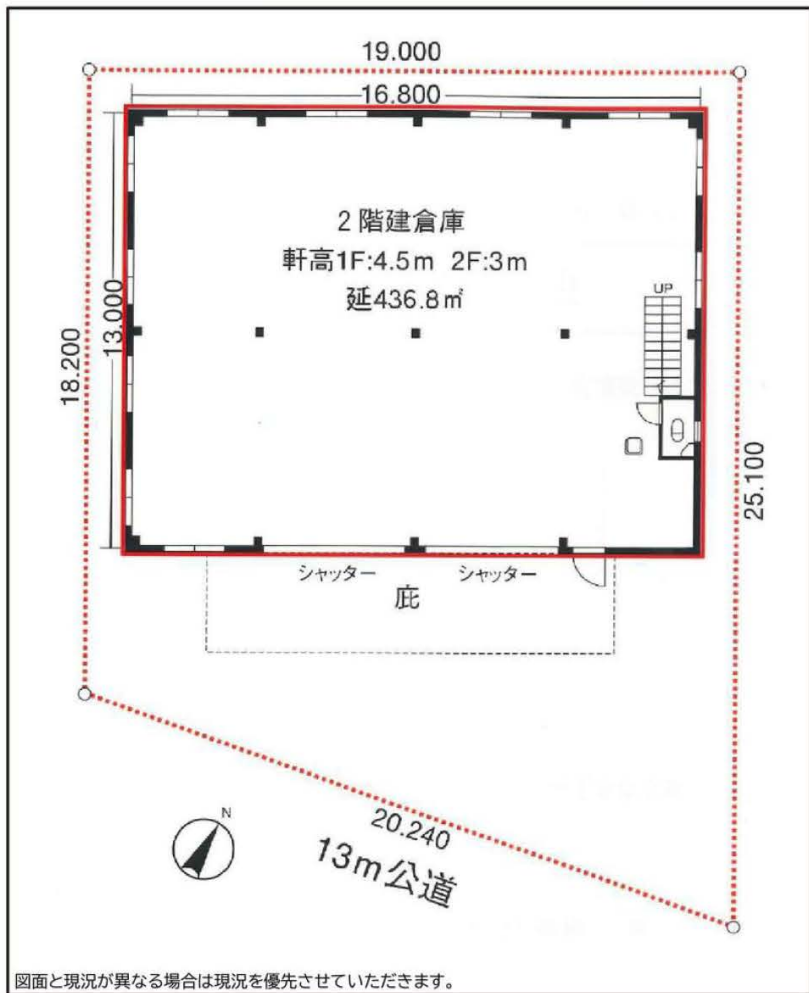 19.000
16.800
2階建倉庫
軒高1F:4.5m 2F:3m
延436.8㎡
UP
13.000
18.200
25.100
シャッター
シャッター
庇
20.240
13m公道
N
図面と現況が異なる場合は現況を優先させていただきます。